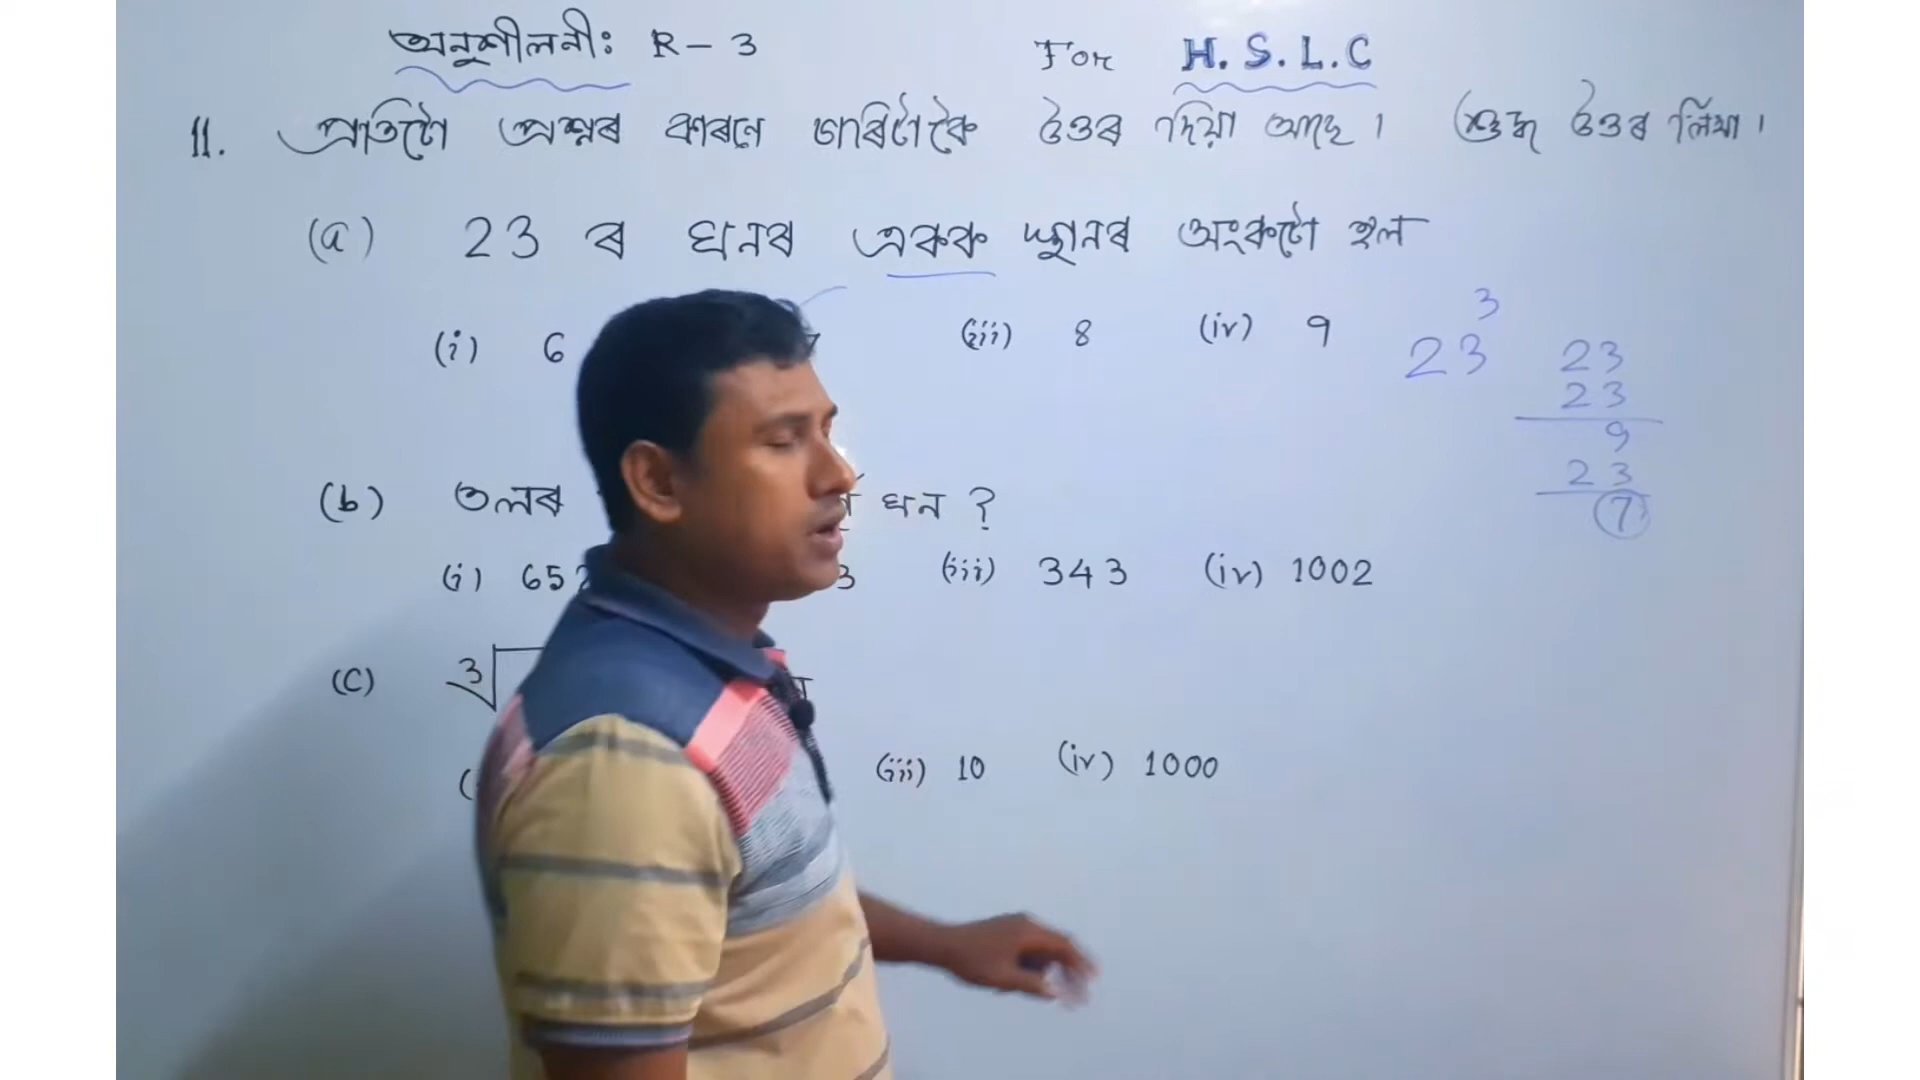 অনুশীলনীঃ R - 3 For H. S. L. C
11. প্ৰতিটো প্ৰশ্নৰ কাৰণে চাৰিটাকৈ উত্তৰ দিয়া আছে। শুদ্ধ উত্তৰ লিখা।
(a) 23 ৰ ঘনৰ একক স্থানৰ অংকটো হ'ল
(i) 6 (iii) 8 (iv) 9
23³
23
23
9
23
7
(b) তলৰ ঘন ?
(i) 65 3 (iii) 343 (iv) 1002
(c) 3√
(iii) 10 (iv) 1000